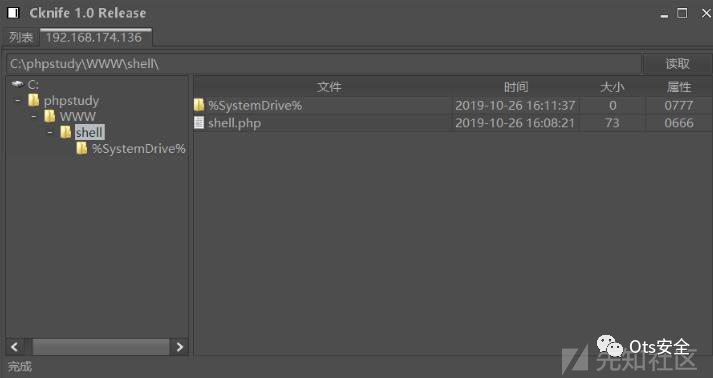 Cknife 1.0 Release
列表 192.168.174.136
C:\phpstudy\WWW\shell\ 读取
C:
phpstudy
WWW
shell
%SystemDrive%
文件 时间 大小 属性
%SystemDrive% 2019-10-26 16:11:37 0 0777
shell.php 2019-10-26 16:08:21 73 0666
Ots安全
先知社区
完成